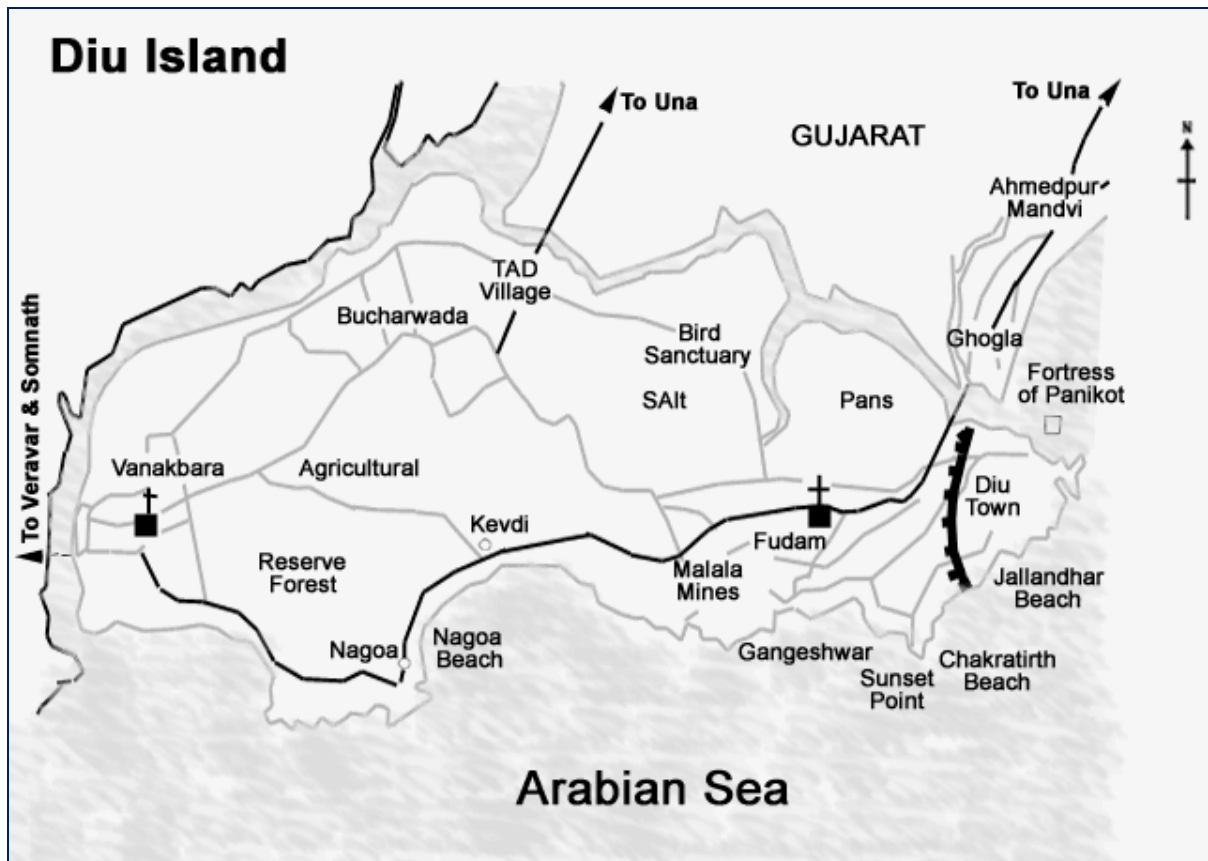 Diu Island
To Una
To Una
GUJARAT
N
Ahmedpur
Mandvi
TAD
Village
Bucharwada
Bird
Sanctuary
Ghogla
Fortress
of Panikot
SAlt
Pans
To Veravar & Somnath
Vanakbara
Agricultural
Diu
Town
Kevdi
Fudam
Reserve
Forest
Malala
Mines
Jallandhar
Beach
Nagoa
Nagoa
Beach
Gangeshwar
Sunset
Point
Chakratirth
Beach
Arabian Sea